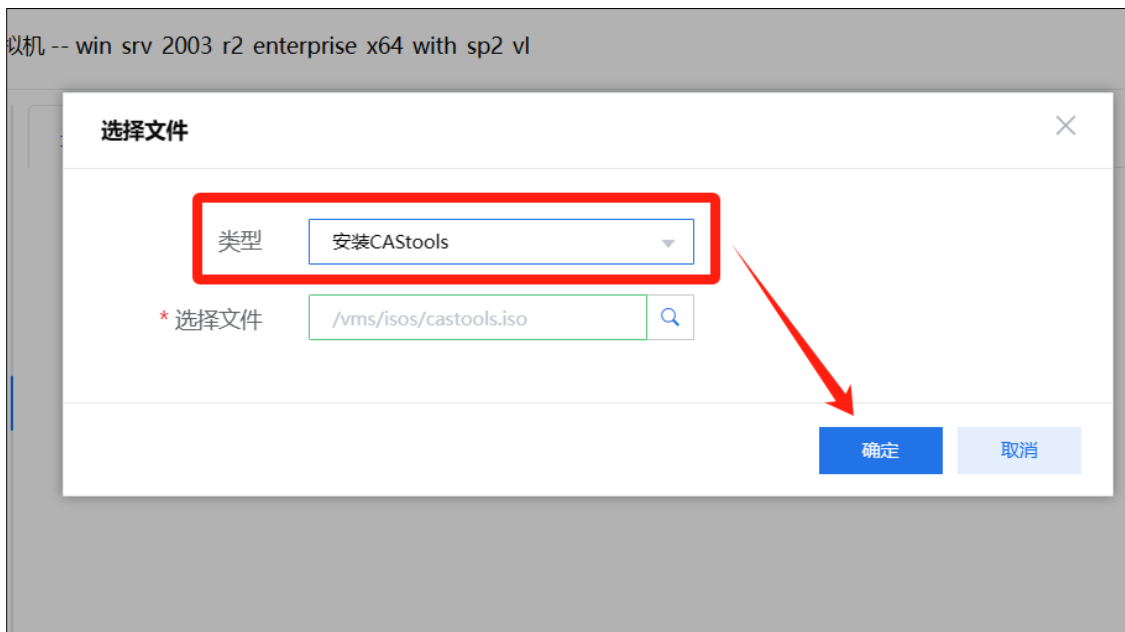 拟机 -- win srv 2003 r2 enterprise x64 with sp2 vl
选择文件
类型 安装CAStools
* 选择文件 /vms/isos/castools.iso
确定 取消